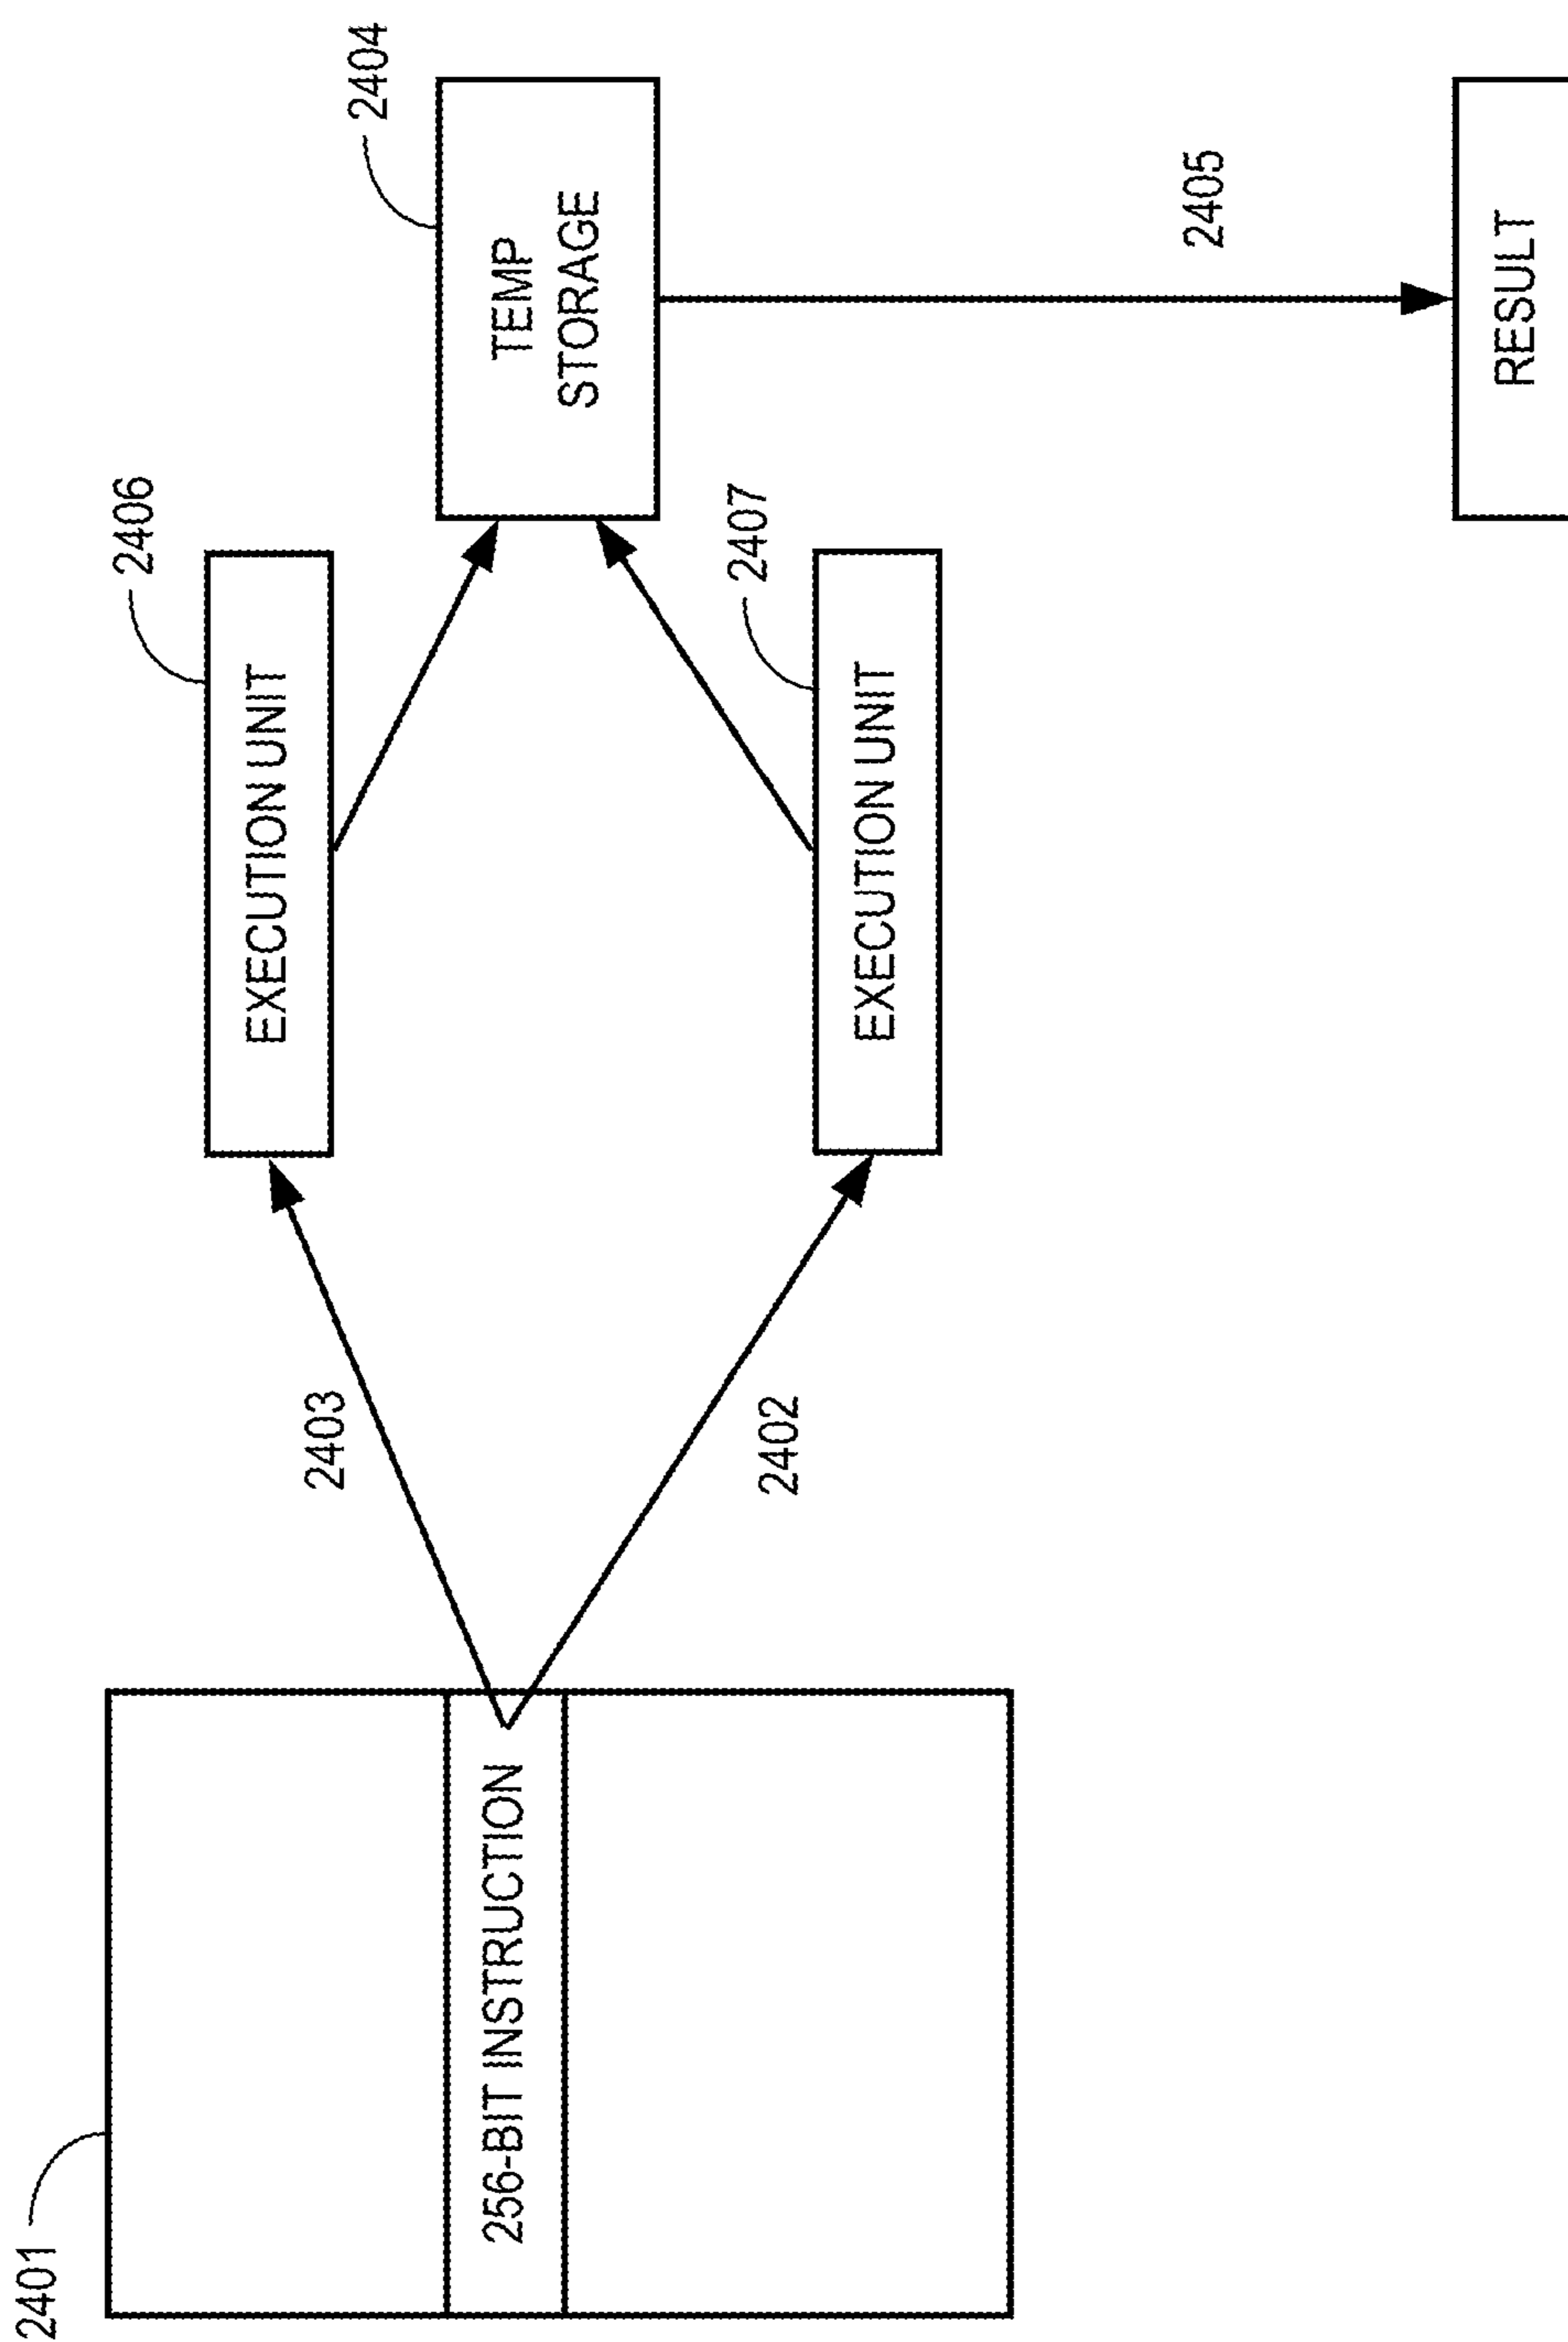 2401
256-BIT INSTRUCTION
2403
2402
EXECUTION UNIT
2406
EXECUTION UNIT
2407
TEMP
STORAGE
2404
2405
RESULT